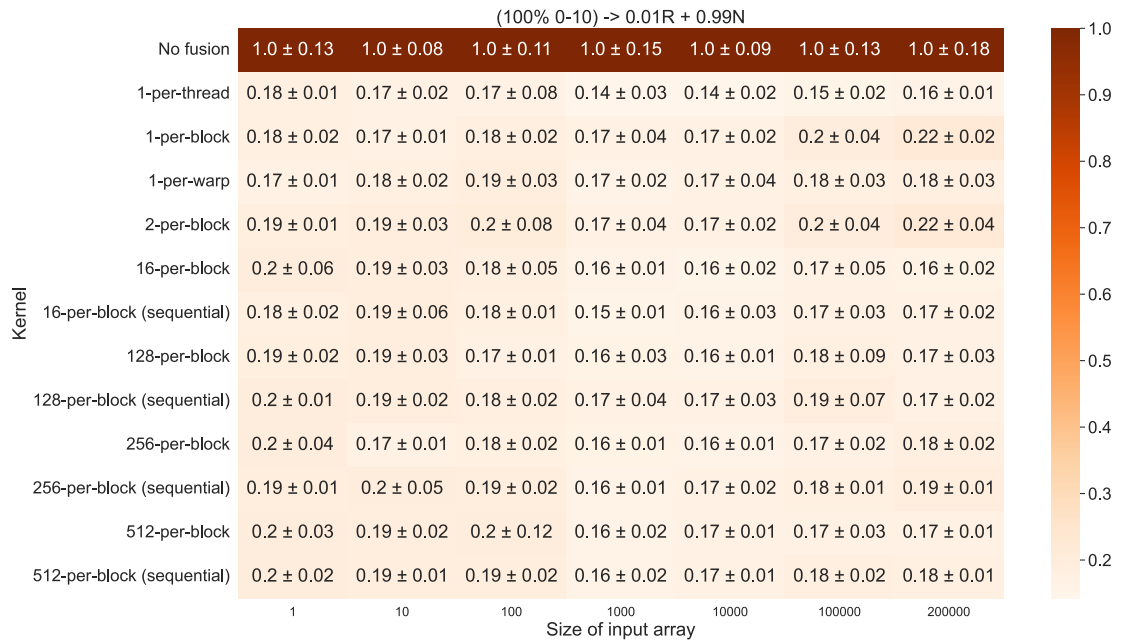 (100% 0-10) -> 0.01R + 0.99N
No fusion 1.0 ± 0.13 1.0 ± 0.08 1.0 ± 0.11 1.0 ± 0.15 1.0 ± 0.09 1.0 ± 0.13 1.0 ± 0.18
1-per-thread 0.18 ± 0.01 0.17 ± 0.02 0.17 ± 0.08 0.14 ± 0.03 0.14 ± 0.02 0.15 ± 0.02 0.16 ± 0.01
1-per-block 0.18 ± 0.02 0.17 ± 0.01 0.18 ± 0.02 0.17 ± 0.04 0.17 ± 0.02 0.2 ± 0.04 0.22 ± 0.02
1-per-warp 0.17 ± 0.01 0.18 ± 0.02 0.19 ± 0.03 0.17 ± 0.02 0.17 ± 0.04 0.18 ± 0.03 0.18 ± 0.03
2-per-block 0.19 ± 0.01 0.19 ± 0.03 0.2 ± 0.08 0.17 ± 0.04 0.17 ± 0.02 0.2 ± 0.04 0.22 ± 0.04
16-per-block 0.2 ± 0.06 0.19 ± 0.03 0.18 ± 0.05 0.16 ± 0.01 0.16 ± 0.02 0.17 ± 0.05 0.16 ± 0.02
16-per-block (sequential) 0.18 ± 0.02 0.19 ± 0.06 0.18 ± 0.01 0.15 ± 0.01 0.16 ± 0.03 0.17 ± 0.03 0.17 ± 0.02
128-per-block 0.19 ± 0.02 0.19 ± 0.03 0.17 ± 0.01 0.16 ± 0.03 0.16 ± 0.01 0.18 ± 0.09 0.17 ± 0.03
128-per-block (sequential) 0.2 ± 0.01 0.19 ± 0.02 0.18 ± 0.02 0.17 ± 0.04 0.17 ± 0.03 0.19 ± 0.07 0.17 ± 0.02
256-per-block 0.2 ± 0.04 0.17 ± 0.01 0.18 ± 0.02 0.16 ± 0.01 0.16 ± 0.01 0.17 ± 0.02 0.18 ± 0.02
256-per-block (sequential) 0.19 ± 0.01 0.2 ± 0.05 0.19 ± 0.02 0.16 ± 0.01 0.17 ± 0.02 0.18 ± 0.01 0.19 ± 0.01
512-per-block 0.2 ± 0.03 0.19 ± 0.02 0.2 ± 0.12 0.16 ± 0.02 0.17 ± 0.01 0.17 ± 0.03 0.17 ± 0.01
512-per-block (sequential) 0.2 ± 0.02 0.19 ± 0.01 0.19 ± 0.02 0.16 ± 0.02 0.17 ± 0.01 0.18 ± 0.02 0.18 ± 0.01
1 10 100 1000 10000 100000 200000
Size of input array
Kernel
1.0
0.9
0.8
0.7
0.6
0.5
0.4
0.3
0.2